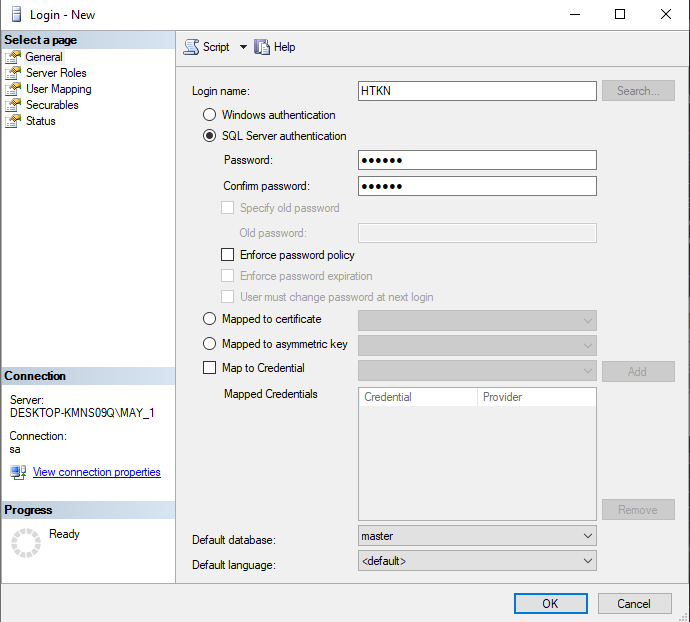 Login - New
Select a page
General
Server Roles
User Mapping
Securables
Status
Connection
Server:
DESKTOP-KMNS09Q\MAY_1
Connection:
sa
View connection properties
Progress
Ready
Script
Help
Login name:
HTKN
Search...
Windows authentication
SQL Server authentication
Password:
●●●●●●
Confirm password:
●●●●●●
Specify old password
Old password:
Enforce password policy
Enforce password expiration
User must change password at next login
Mapped to certificate
Mapped to asymmetric key
Map to Credential
Add
Mapped Credentials
Credential Provider
Remove
Default database:
master
Default language:
<default>
OK
Cancel